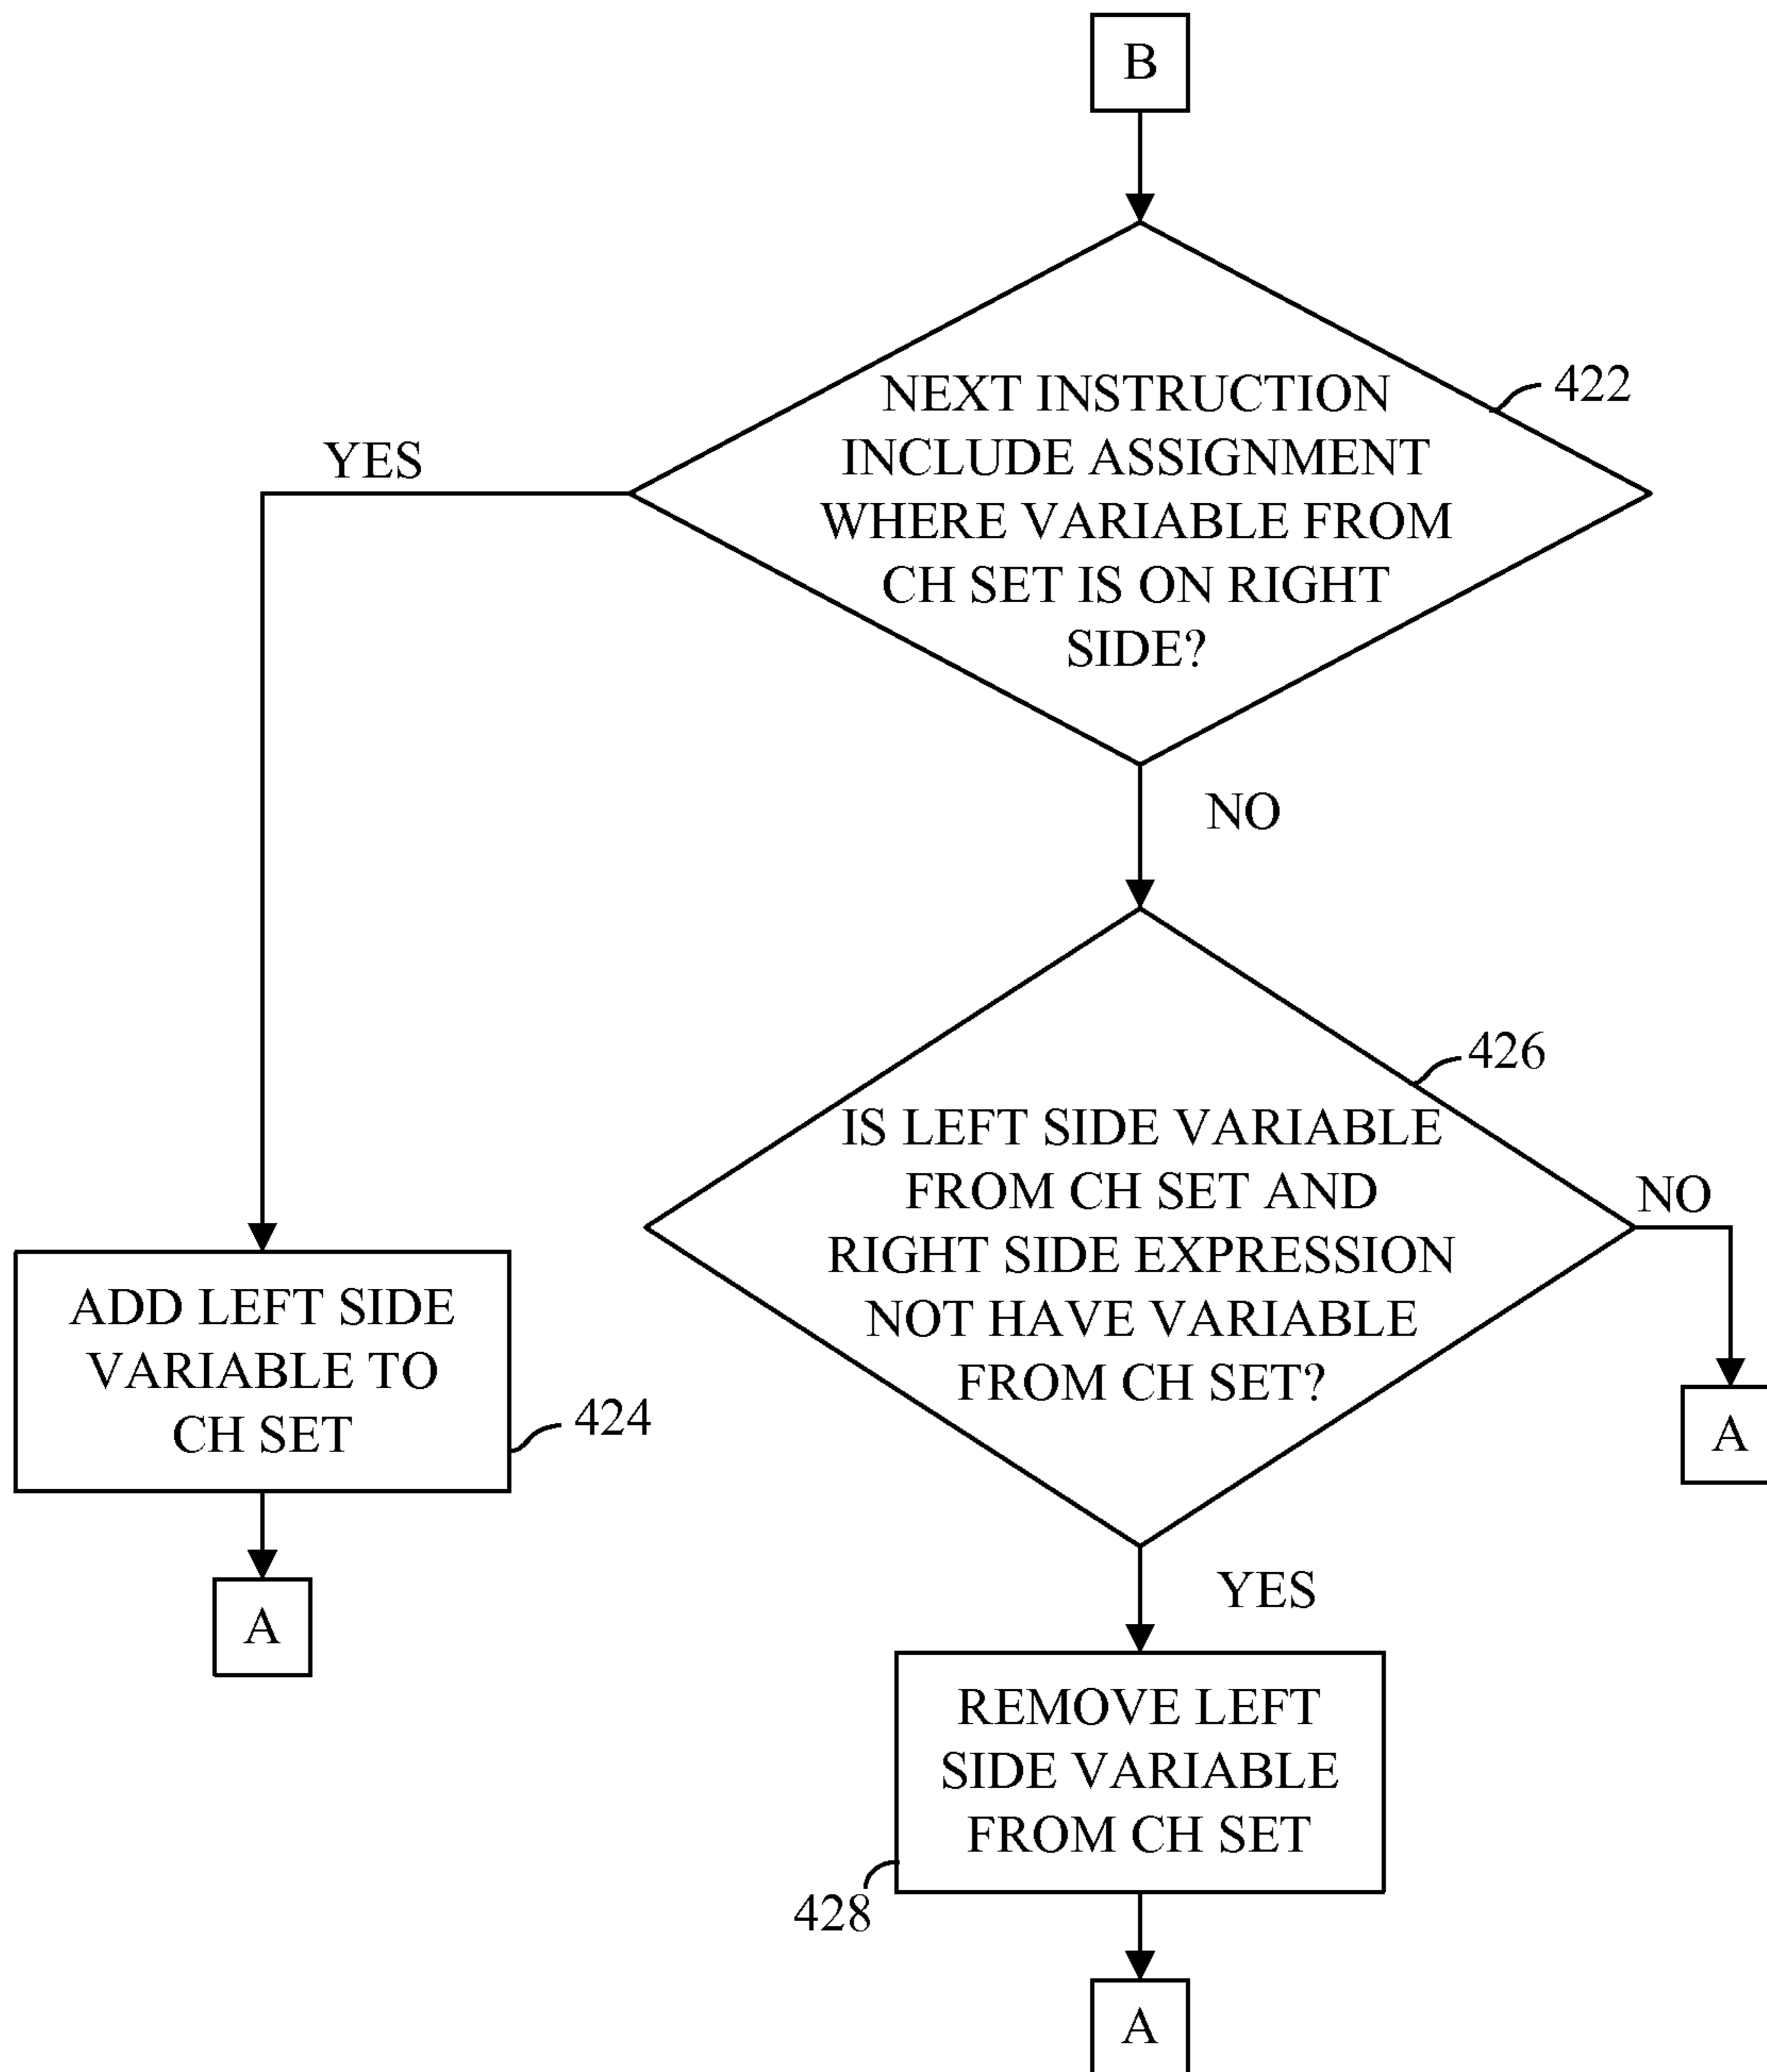 B
NEXT INSTRUCTION
INCLUDE ASSIGNMENT
WHERE VARIABLE FROM
CH SET IS ON RIGHT
SIDE?
422
YES
NO
IS LEFT SIDE VARIABLE
FROM CH SET AND
RIGHT SIDE EXPRESSION
NOT HAVE VARIABLE
FROM CH SET?
426
NO
A
ADD LEFT SIDE
VARIABLE TO
CH SET
424
A
YES
REMOVE LEFT
SIDE VARIABLE
FROM CH SET
428
A